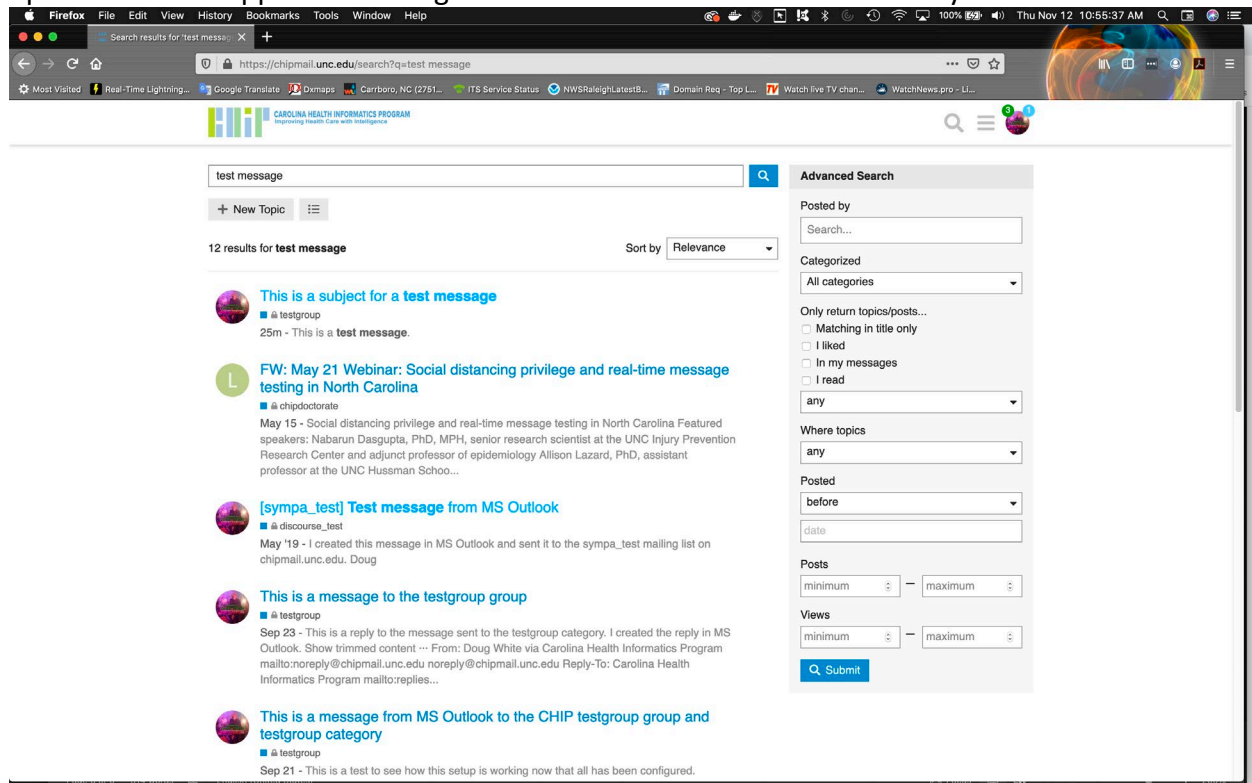 Firefox File Edit View History Bookmarks Tools Window Help 100% Thu Nov 12 10:55:37 AM
Search results for 'test messag
https://chipmail.unc.edu/search?q=test message
Most Visited Real-Time Lightning... Google Translate Dxmaps Carrboro, NC (2751... ITS Service Status NWSRaleighLatestB... Domain Req - Top L... Watch live TV chan... WatchNews.pro - Li...
CAROLINA HEALTH INFORMATICS PROGRAM
Improving Health Care with Intelligence
3 1
test message
+ New Topic
12 results for test message Sort by Relevance
This is a subject for a test message
testgroup
25m - This is a test message.
L
FW: May 21 Webinar: Social distancing privilege and real-time message
testing in North Carolina
chipdoctorate
May 15 - Social distancing privilege and real-time message testing in North Carolina Featured
speakers: Nabarun Dasgupta, PhD, MPH, senior research scientist at the UNC Injury Prevention
Research Center and adjunct professor of epidemiology Allison Lazard, PhD, assistant
professor at the UNC Hussman Schoo...
[sympa_test] Test message from MS Outlook
discourse_test
May '19 - I created this message in MS Outlook and sent it to the sympa_test mailing list on
chipmail.unc.edu. Doug
This is a message to the testgroup group
testgroup
Sep 23 - This is a reply to the message sent to the testgroup category. I created the reply in MS
Outlook. Show trimmed content ··· From: Doug White via Carolina Health Informatics Program
mailto:noreply@chipmail.unc.edu noreply@chipmail.unc.edu Reply-To: Carolina Health
Informatics Program mailto:replies...
This is a message from MS Outlook to the CHIP testgroup group and
testgroup category
testgroup
Sep 21 - This is a test to see how this setup is working now that all has been configured.
Advanced Search
Posted by
Search...
Categorized
All categories
Only return topics/posts...
Matching in title only
I liked
In my messages
I read
any
Where topics
any
Posted
before
date
Posts
minimum — maximum
Views
minimum — maximum
Submit